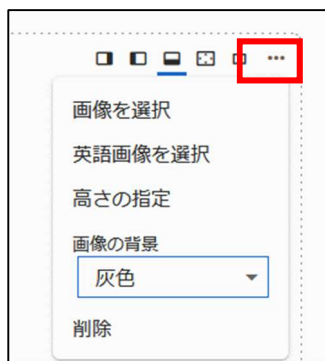 画像を選択
英語画像を選択
高さの指定
画像の背景
灰色
削除